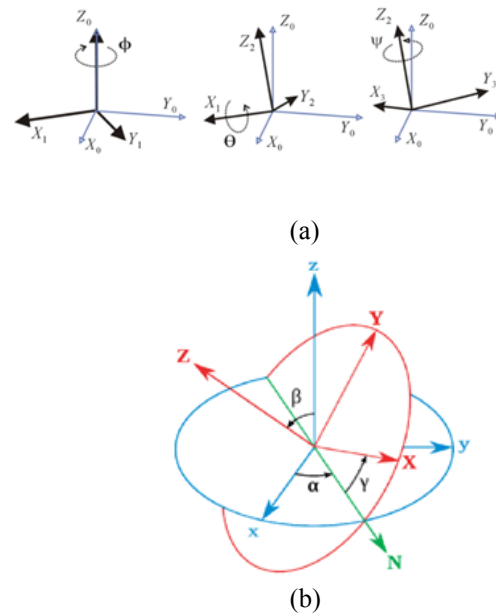 Z₀ Z₀ Z₀
Z₂ Z₂
ϕ ψ
X₁ Y₀ X₁ Y₂ X₃ Y₃
X₀ Y₁ Θ X₀ Y₀ X₀ Y₀
(a)
z
Y
Z
β
y
X
α γ
x
N
(b)